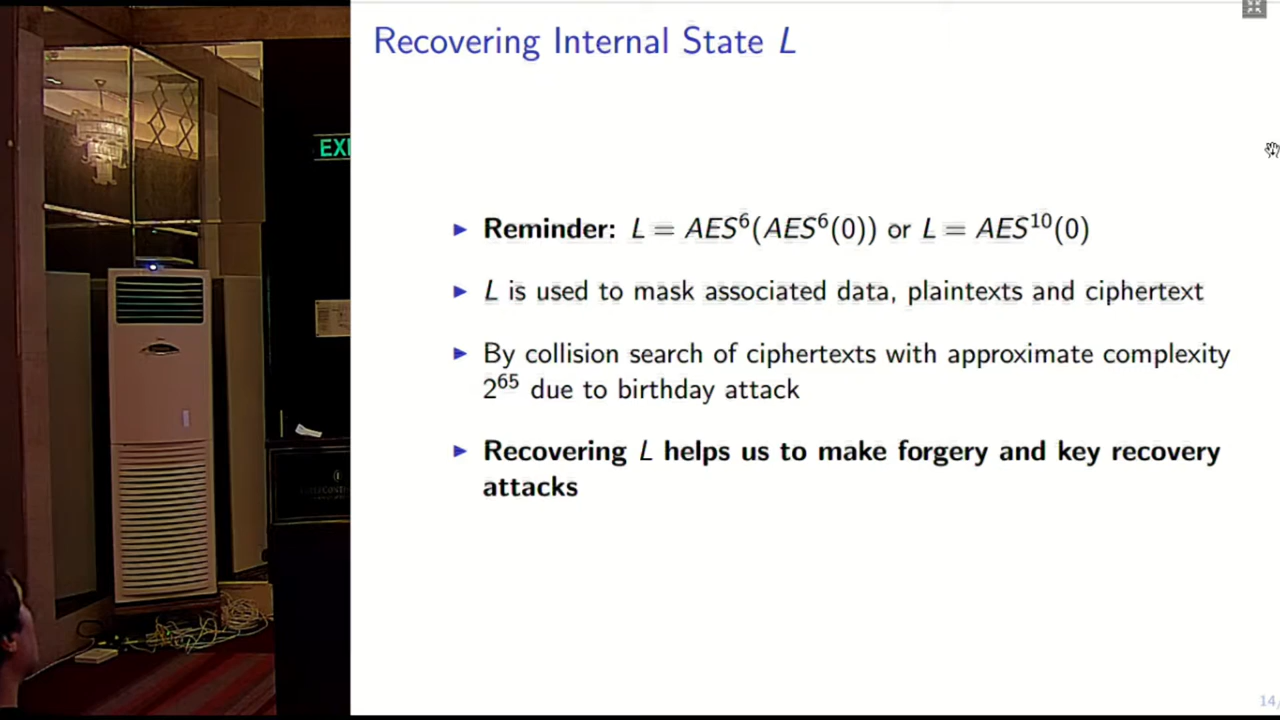 Recovering Internal State L
EXI
▶ Reminder: L = AES⁶(AES⁶(0)) or L = AES¹⁰(0)
▶ L is used to mask associated data, plaintexts and ciphertext
▶ By collision search of ciphertexts with approximate complexity
2⁶⁵ due to birthday attack
▶ Recovering L helps us to make forgery and key recovery
attacks
14/